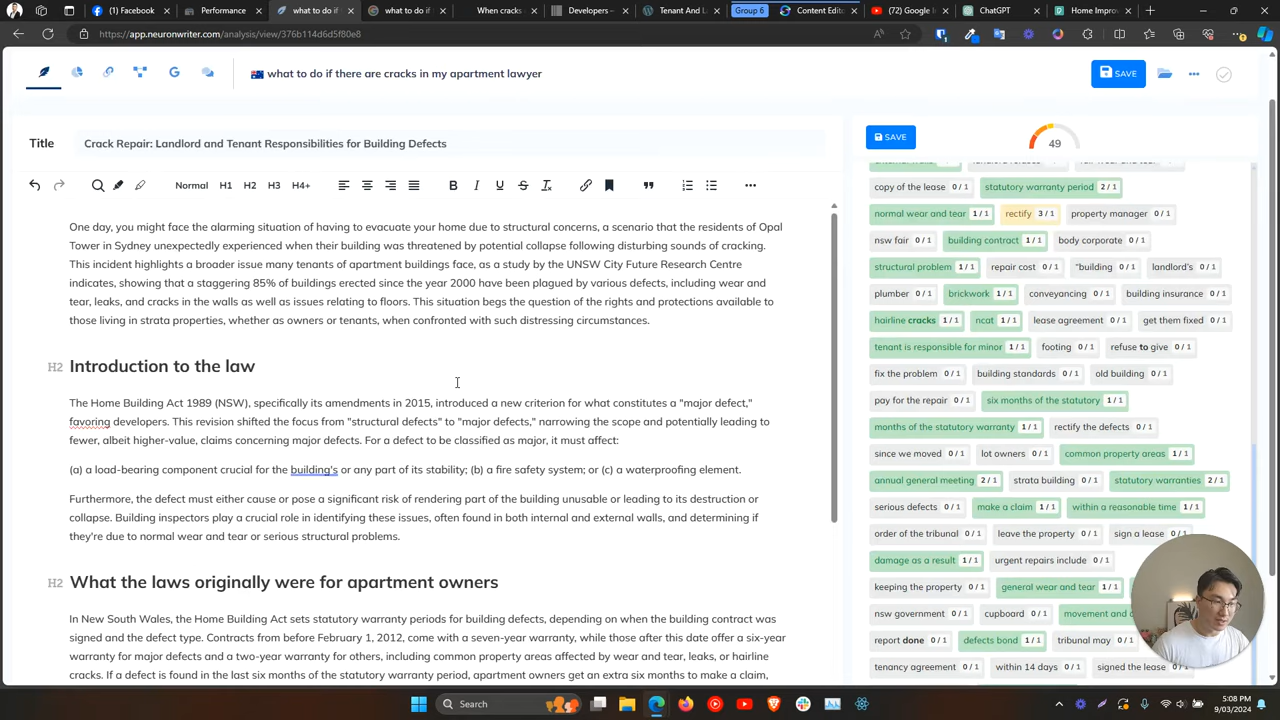 (1) Facebook
Performance
what to do if
what to do if
When cracks
Developers –
Tenant And L
Group 6
Content Edito
(72) Google I
ChatGPT
Home Improv
https://app.neuronwriter.com/analysis/view/376b114d6d5f80e8
what to do if there are cracks in my apartment lawyer
SAVE
Title
Crack Repair: Landlord and Tenant Responsibilities for Building Defects
SAVE
49
Normal H1 H2 H3 H4+
One day, you might face the alarming situation of having to evacuate your home due to structural concerns, a scenario that the residents of Opal
Tower in Sydney unexpectedly experienced when their building was threatened by potential collapse following disturbing sounds of cracking.
This incident highlights a broader issue many tenants of apartment buildings face, as a study by the UNSW City Future Research Centre
indicates, showing that a staggering 85% of buildings erected since the year 2000 have been plagued by various defects, including wear and
tear, leaks, and cracks in the walls as well as issues relating to floors. This situation begs the question of the rights and protections available to
those living in strata properties, whether as owners or tenants, when confronted with such distressing circumstances.
H2 Introduction to the law
The Home Building Act 1989 (NSW), specifically its amendments in 2015, introduced a new criterion for what constitutes a "major defect,"
favoring developers. This revision shifted the focus from "structural defects" to "major defects," narrowing the scope and potentially leading to
fewer, albeit higher-value, claims concerning major defects. For a defect to be classified as major, it must affect:
(a) a load-bearing component crucial for the building's or any part of its stability; (b) a fire safety system; or (c) a waterproofing element.
Furthermore, the defect must either cause or pose a significant risk of rendering part of the building unusable or leading to its destruction or
collapse. Building inspectors play a crucial role in identifying these issues, often found in both internal and external walls, and determining if
they're due to normal wear and tear or serious structural problems.
H2 What the laws originally were for apartment owners
In New South Wales, the Home Building Act sets statutory warranty periods for building defects, depending on when the building contract was
signed and the defect type. Contracts from before February 1, 2012, come with a seven-year warranty, while those after this date offer a six-year
warranty for major defects and a two-year warranty for others, including common property areas affected by wear and tear, leaks, or hairline
cracks. If a defect is found in the last six months of the statutory warranty period, apartment owners get an extra six months to make a claim,
copy of the lease 0 / 1 statutory warranty period 2 / 1
normal wear and tear 1 / 1 rectify 3 / 1 property manager 0 / 1
nsw fair 0 / 1 building contract 1 / 1 body corporate 0 / 1
structural problem 1 / 1 repair cost 0 / 1 "building 0 / 1 landlord's 0 / 1
plumber 0 / 1 brickwork 1 / 1 conveyancing 0 / 1 building insurance 0 / 1
hairline cracks 1 / 1 ncat 1 / 1 lease agreement 0 / 1 get them fixed 0 / 1
tenant is responsible for minor 1 / 1 footing 0 / 1 refuse to give 0 / 1
fix the problem 0 / 1 building standards 0 / 1 old building 0 / 1
pay for the repair 0 / 1 six months of the statutory 1 / 1
months of the statutory warranty 1 / 1 rectify the defects 0 / 1
since we moved 0 / 1 lot owners 0 / 1 common property areas 1 / 1
annual general meeting 2 / 1 strata building 0 / 1 statutory warranties 2 / 1
serious defects 0 / 1 make a claim 1 / 1 within a reasonable time 1 / 1
order of the tribunal 0 / 1 leave the property 0 / 1 sign a lease 0 / 1
damage as a result 1 / 1 urgent repairs include 0 / 1
keeping the property 0 / 1 general wear and tear 1 / 1
nsw government 0 / 1 cupboard 0 / 1 movement and
report done 0 / 1 defects bond 1 / 1 tribunal may 0 / 1
tenancy agreement 0 / 1 within 14 days 0 / 1 signed the lease 0 / 1
Search
5:08 PM
9/03/2024